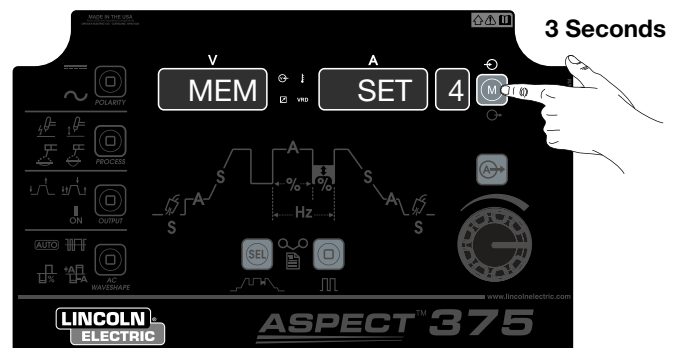 MADE IN THE USA
3 Seconds
V
A
MEM
VRD
SET
4
M
POLARITY
PROCESS
OUTPUT
ON
AUTO
%
+A
-A
AC
WAVESHAPE
S
A
S
A
% %
Hz
S
A
S
A
SEL
www.lincolnelectric.com
LINCOLN
ELECTRIC
ASPECT™ 375